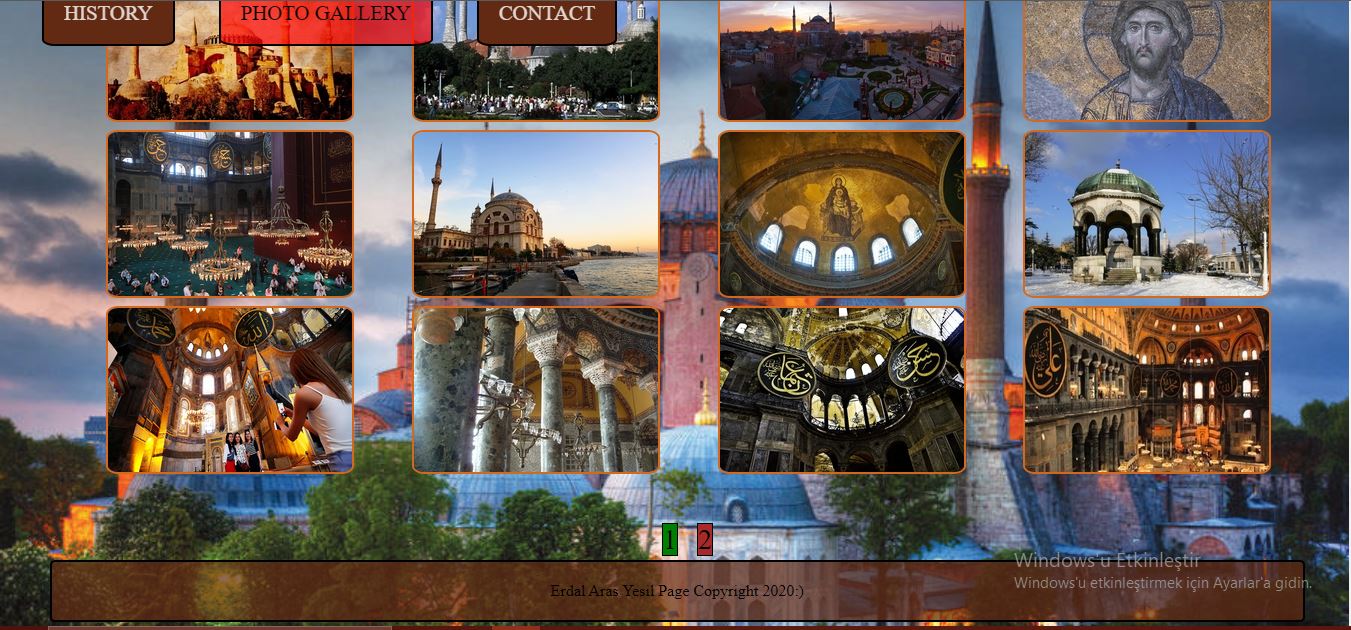 HISTORY
PHOTO GALLERY
CONTACT
1
2
Erdal Aras Yesil Page Copyright 2020:)
Windows'u Etkinleştir
Windows'u etkinleştirmek için Ayarlar'a gidin.